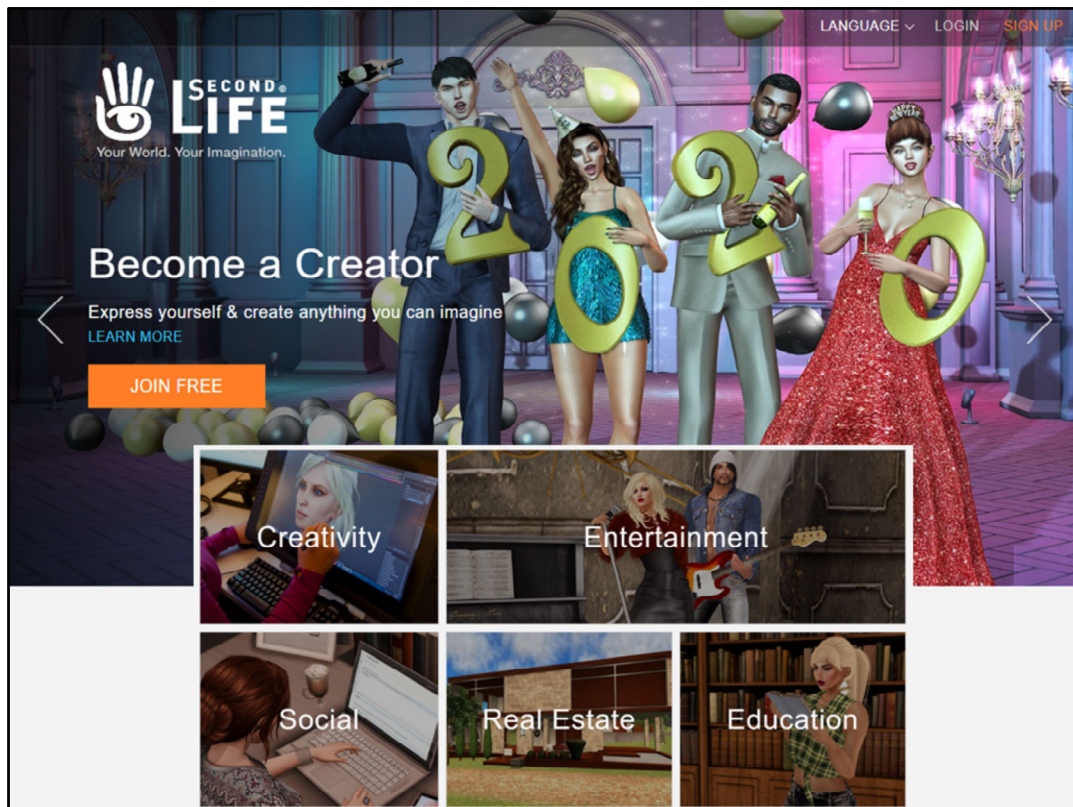 LANGUAGE LOGIN SIGN UP
SECOND®
LIFE
Your World. Your Imagination.
HAPPY
NEW YEAR
2020
Become a Creator
Express yourself & create anything you can imagine
LEARN MORE
JOIN FREE
Creativity
Entertainment
Social
Real Estate
Education